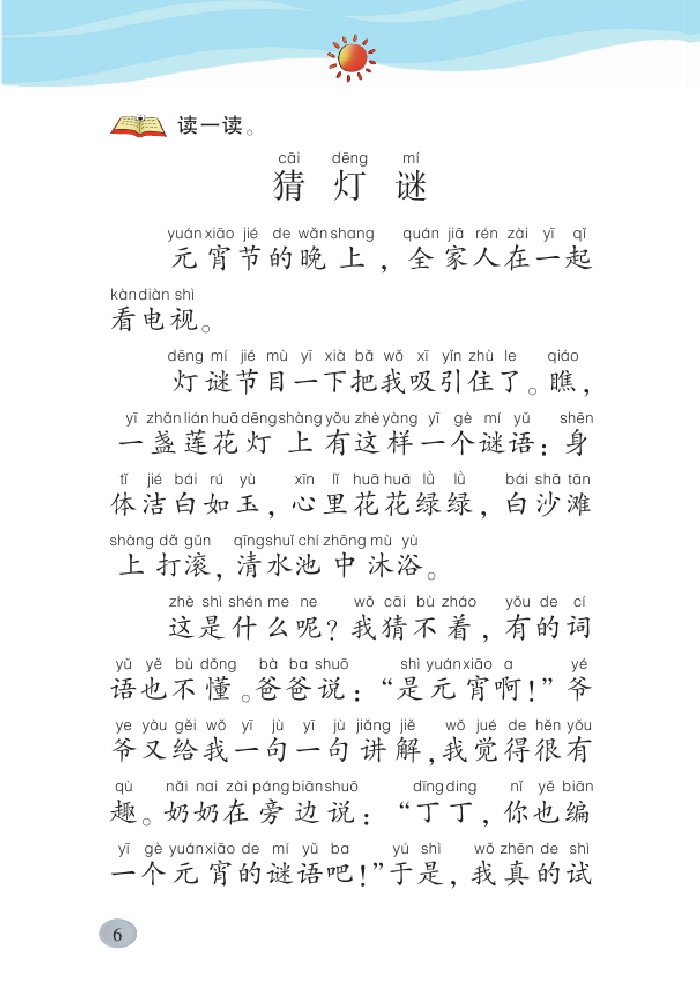 读一读。
cāi dēng mí
猜灯谜
yuán xiāo jié de wǎn shang quán jiā rén zài yī qǐ
元宵节的晚上，全家人在一起
kàn diàn shì
看电视。
dēng mí jié mù yī xià bǎ wǒ xī yǐn zhù le qiáo
灯谜节目一下把我吸引住了。瞧，
yī zhǎn lián huā dēng shàng yǒu zhè yàng yī gè mí yǔ shēn
一盏莲花灯上有这样一个谜语：身
tǐ jié bái rú yù xīn lǐ huā huā lǜ lǜ bái shā tān
体洁白如玉，心里花花绿绿，白沙滩
shàng dǎ gǔn qīng shuǐ chí zhōng mù yù
上打滚，清水池中沐浴。
zhè shì shén me ne wǒ cāi bù zháo yǒu de cí
这是什么呢？我猜不着，有的词
yǔ yě bù dǒng bà ba shuō shì yuán xiāo a yé
语也不懂。爸爸说：“是元宵啊！”爷
ye yòu gěi wǒ yī jù yī jù jiǎng jiě wǒ jué de hěn yǒu
爷又给我一句一句讲解，我觉得很有
qù nǎi nai zài páng biān shuō dīng ding nǐ yě biān
趣。奶奶在旁边说：“丁丁，你也编
yī gè yuán xiāo de mí yǔ ba yú shì wǒ zhēn de shì
一个元宵的谜语吧！”于是，我真的试
6